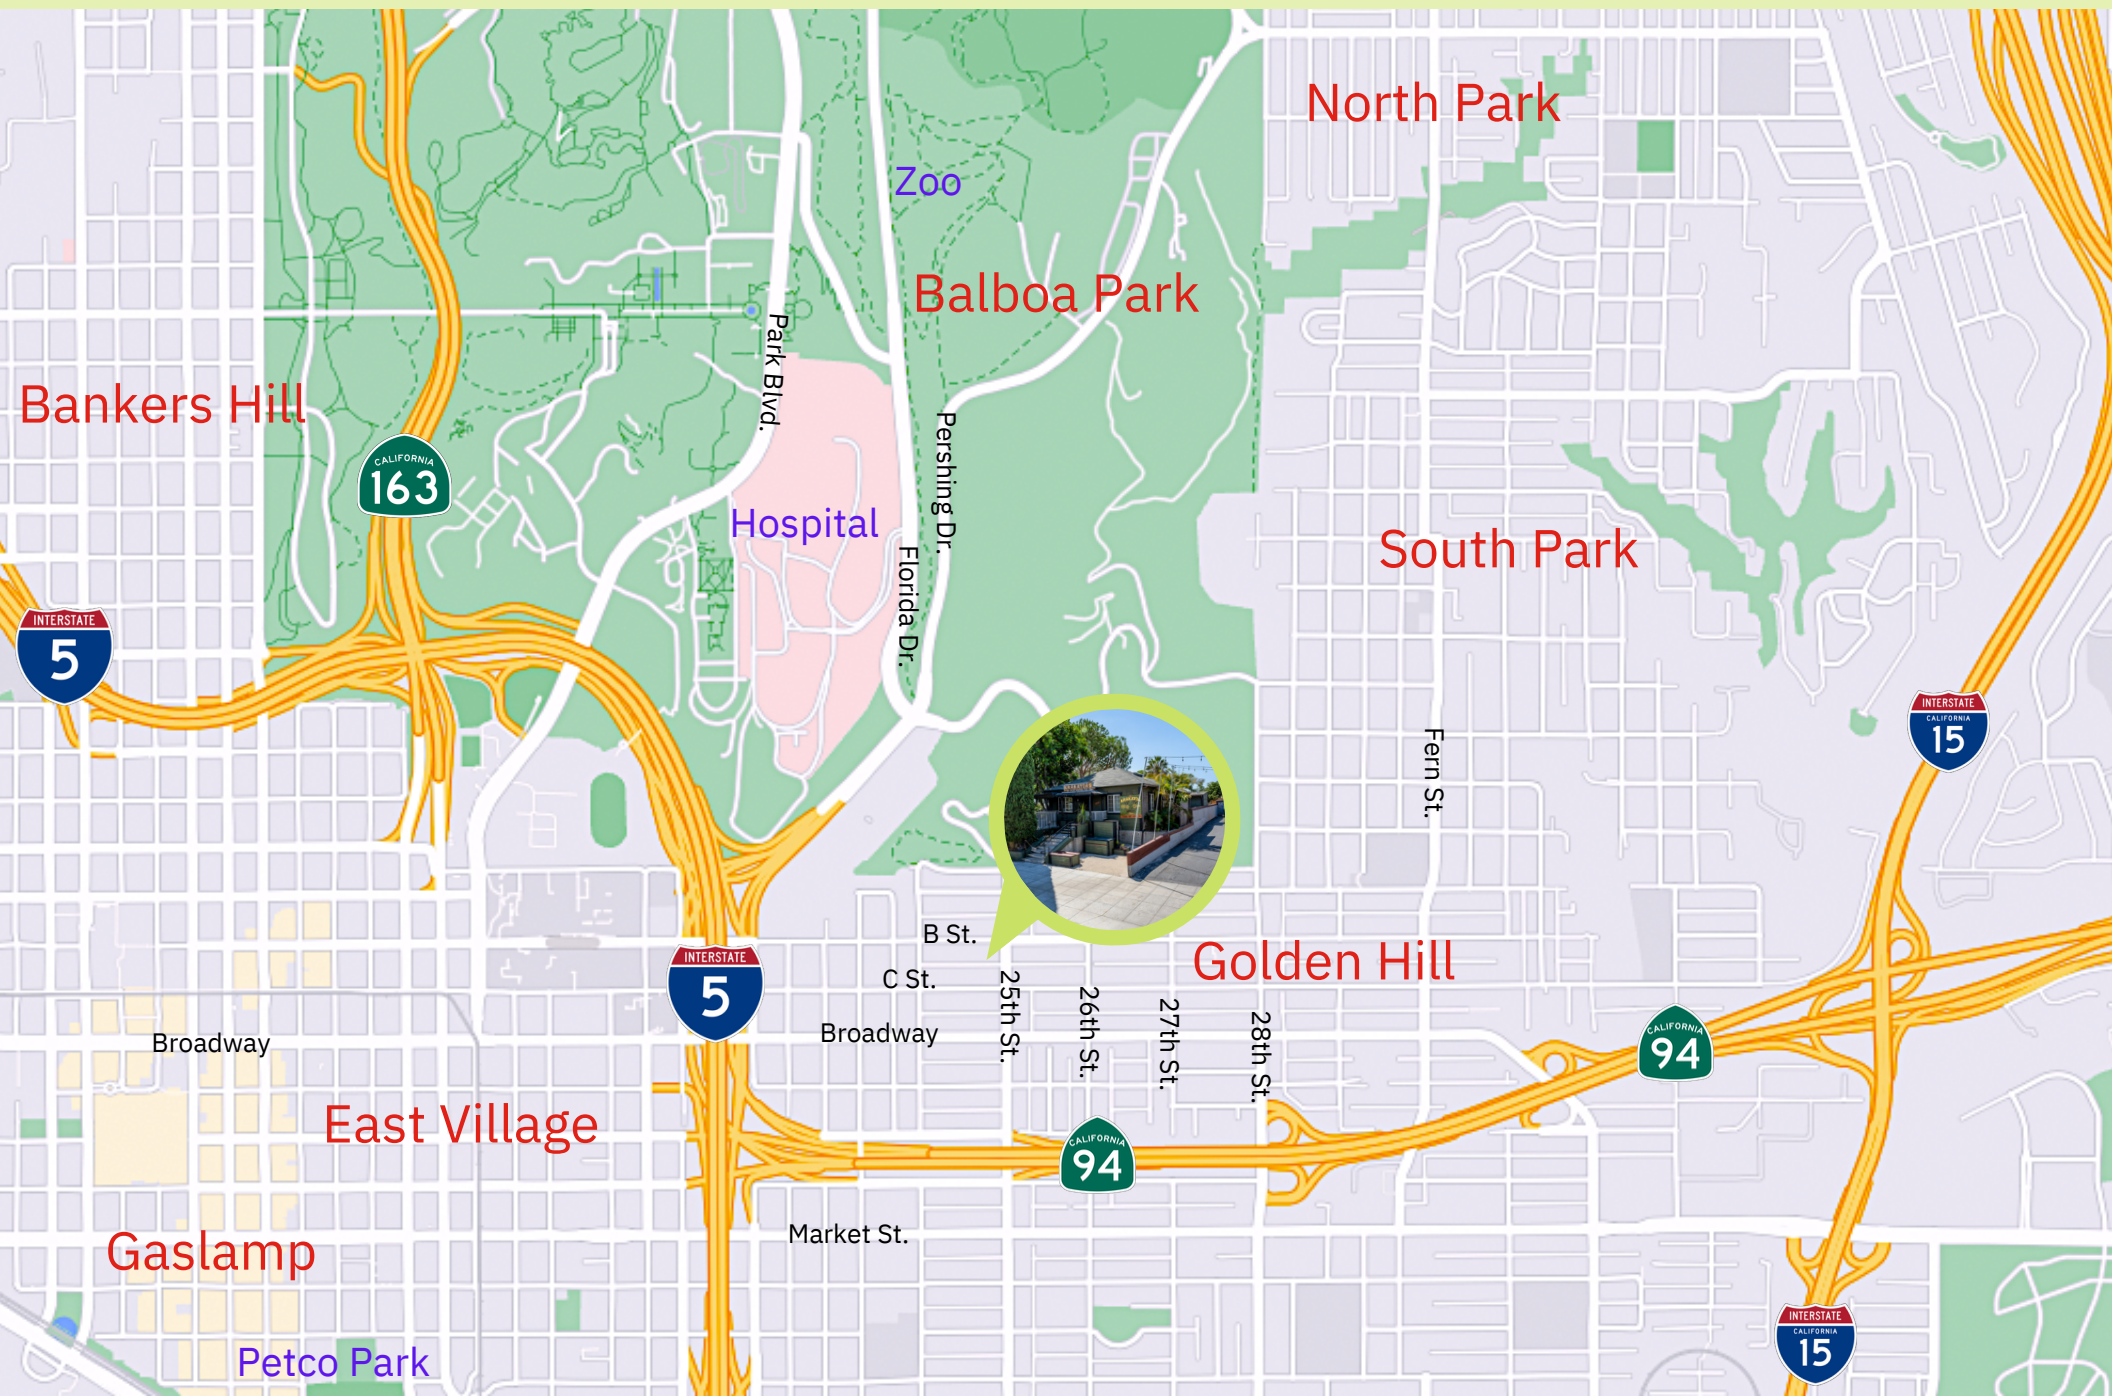 North Park
Zoo
Balboa Park
Park Blvd.
Bankers Hill
CALIFORNIA
163
Pershing Dr.
Hospital
South Park
Florida Dr.
INTERSTATE
5
INTERSTATE
CALIFORNIA
15
Fern St.
B St.
Golden Hill
C St.
INTERSTATE
5
25th St.
26th St.
27th St.
28th St.
Broadway
Broadway
CALIFORNIA
94
East Village
CALIFORNIA
94
Market St.
Gaslamp
INTERSTATE
CALIFORNIA
15
Petco Park